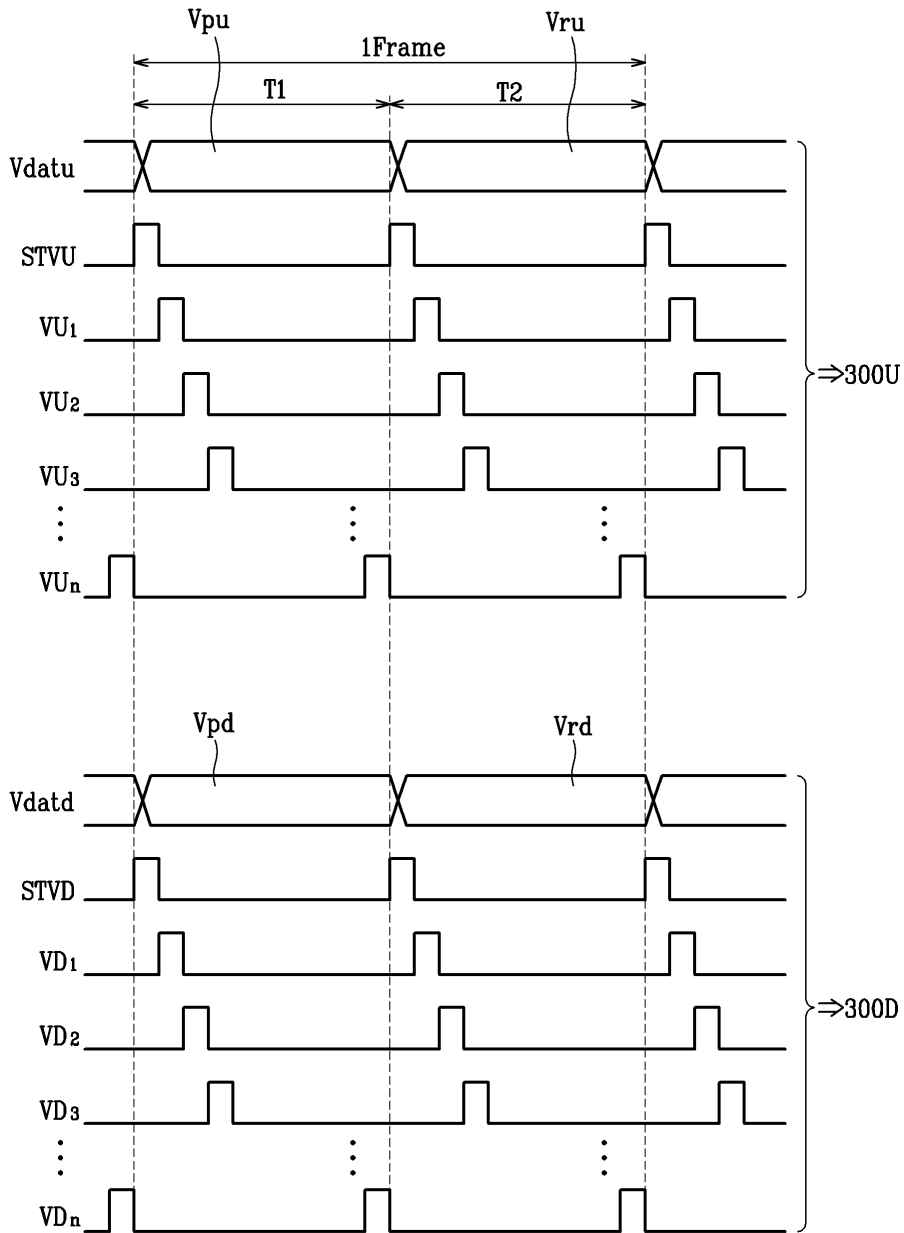 Vpu
Vru
1Frame
T1
T2
Vdatu
STVU
VU1
VU2
VU3
VUn
⇒300U
Vpd
Vrd
Vdatd
STVD
VD1
VD2
VD3
VDn
⇒300D